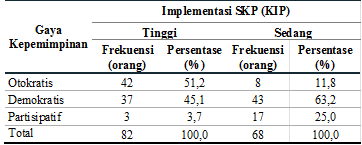 Implementasi SKP (KIP)
Gaya Kepemimpinan
Tinggi Sedang
Frekuensi (orang) Persentase (%) Frekuensi (orang) Persentase (%)
Otokratis 42 51,2 8 11,8
Demokratis 37 45,1 43 63,2
Partisipatif 3 3,7 17 25,0
Total 82 100,0 68 100,0